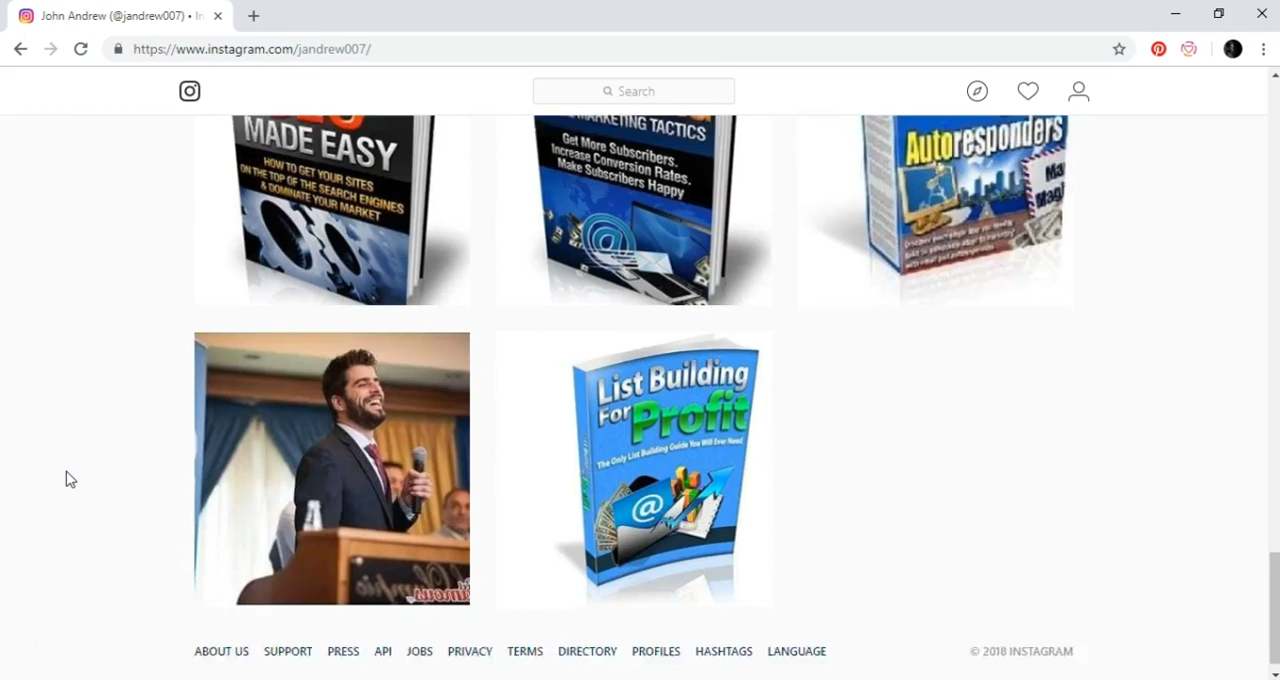 John Andrew (@jandrew007) • In
https://www.instagram.com/jandrew007/
Search
MADE EASY
HOW TO GET YOUR SITES
ON THE TOP OF THE SEARCH ENGINES
& DOMINATE YOUR MARKET
MARKETING TACTICS
Get More Subscribers.
Increase Conversion Rates.
Make Subscribers Happy
Autoresponders
List Building
For Profit
The Only List Building Guide You Will Ever Need
@
ABOUT US SUPPORT PRESS API JOBS PRIVACY TERMS DIRECTORY PROFILES HASHTAGS LANGUAGE
© 2018 INSTAGRAM